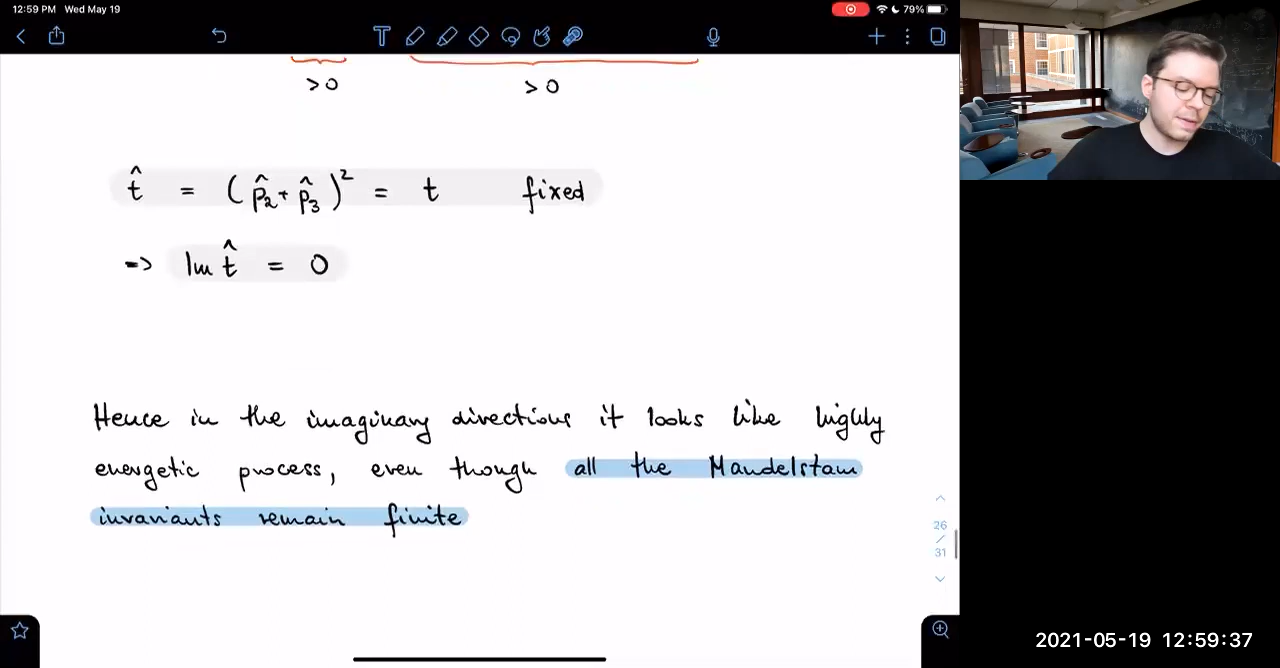 12:59 PM Wed May 19
79%
> 0
> 0
t̂ = ( p̂₂ + p̂₃ )² = t fixed
=> Im t̂ = 0
Hence in the imaginary directions it looks like highly
energetic process, even though all the Mandelstam
invariants remain finite
26
/
31
2021-05-19 12:59:37